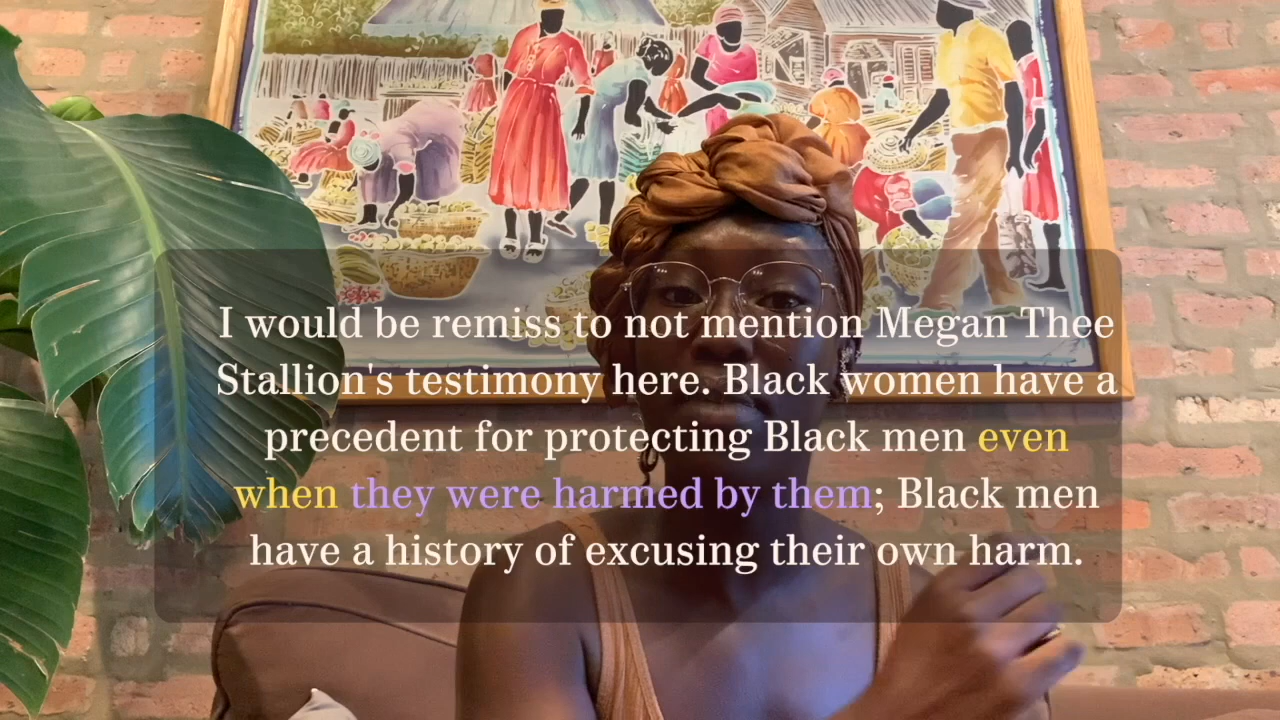 I would be remiss to not mention Megan Thee
Stallion's testimony here. Black women have a
precedent for protecting Black men even
when they were harmed by them; Black men
have a history of excusing their own harm.